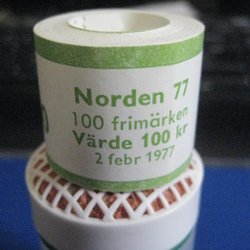 Norden 77
100 frimärken
Värde 100 kr
2 febr 1977